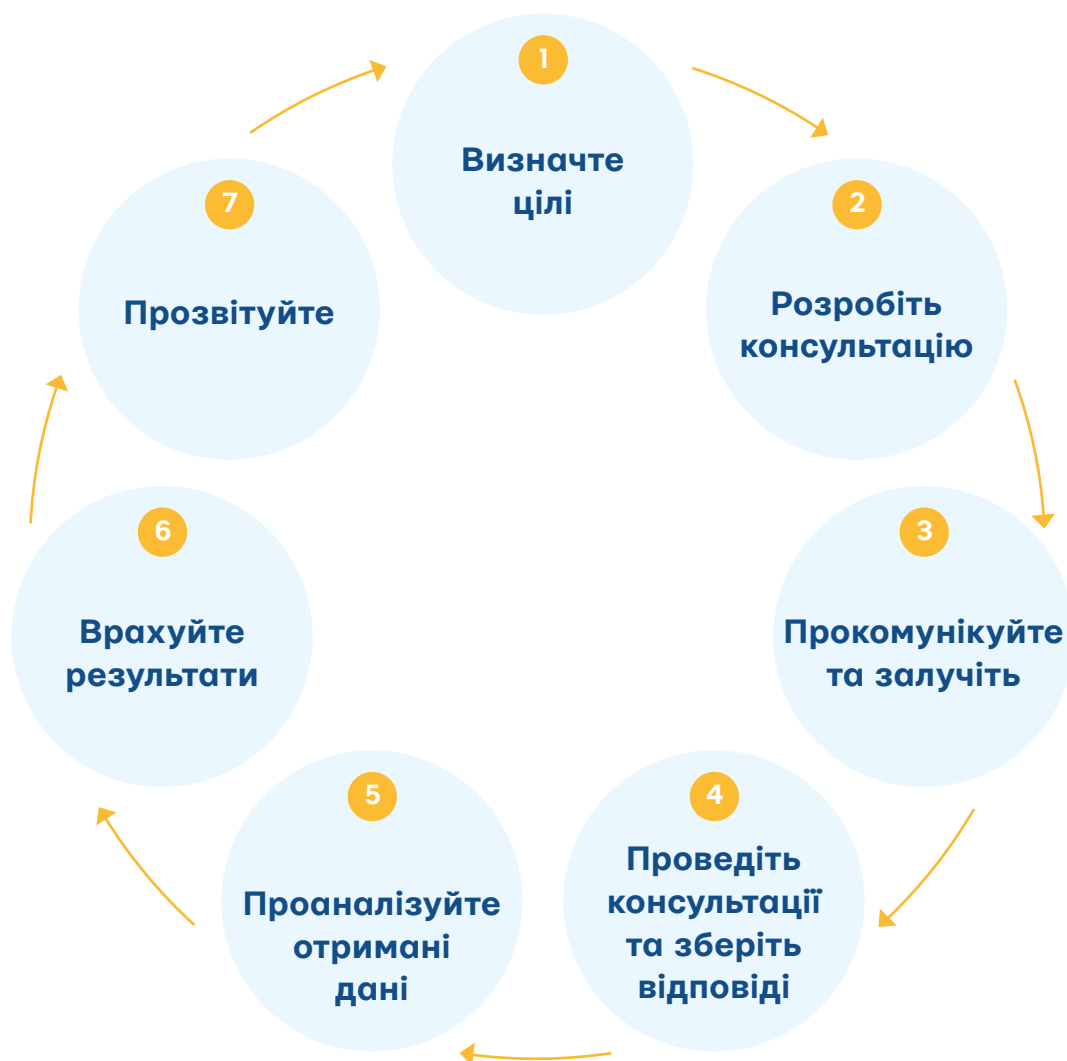 1
Визначте
цілі
2
Розробіть
консультацію
3
Прокомунікуйте
та залучіть
4
Проведіть
консультації
та зберіть
відповіді
5
Проаналізуйте
отримані
дані
6
Врахуйте
результати
7
Прозвітуйте